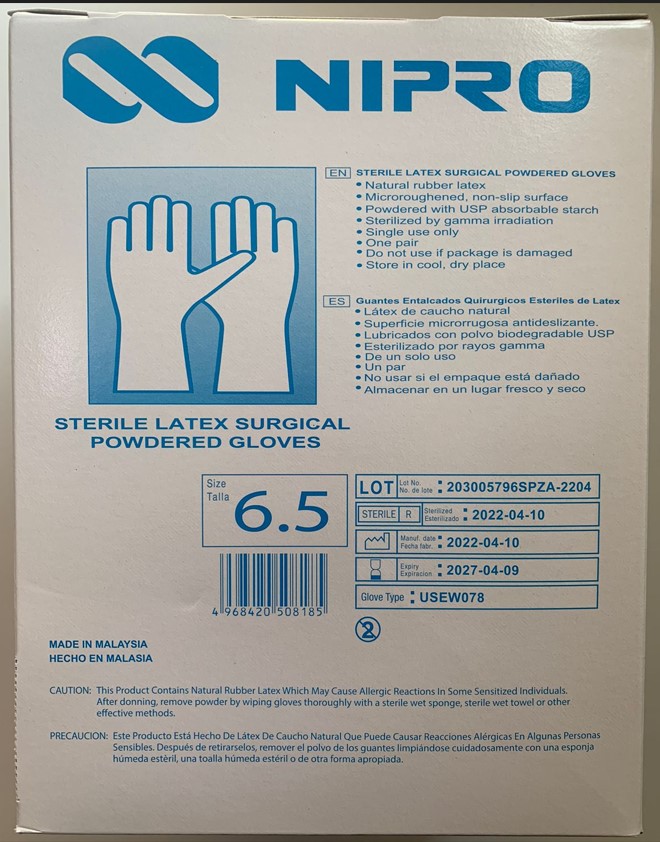 NIPRO
EN STERILE LATEX SURGICAL POWDERED GLOVES
• Natural rubber latex
• Microroughened, non-slip surface
• Powdered with USP absorbable starch
• Sterilized by gamma irradiation
• Single use only
• One pair
• Do not use if package is damaged
• Store in cool, dry place
ES Guantes Entalcados Quirurgicos Esteriles de Latex
• Látex de caucho natural
• Superficie microrrugosa antideslizante.
• Lubricados con polvo biodegradable USP
• Esterilizado por rayos gamma
• De un solo uso
• Un par
• No usar si el empaque está dañado
• Almacenar en un lugar fresco y seco
STERILE LATEX SURGICAL
POWDERED GLOVES
Size
Talla
6.5
LOT Lot No. No. de lote : 203005796SPZA-2204
STERILE R Sterilized Esterilizado : 2022-04-10
Manuf. date Fecha fabr. : 2022-04-10
Expiry Expiracion : 2027-04-09
Glove Type : USEW078
4 968420 508185
2
MADE IN MALAYSIA
HECHO EN MALASIA
CAUTION: This Product Contains Natural Rubber Latex Which May Cause Allergic Reactions In Some Sensitized Individuals.
After donning, remove powder by wiping gloves thoroughly with a sterile wet sponge, sterile wet towel or other
effective methods.
PRECAUCION: Este Producto Está Hecho De Látex De Caucho Natural Que Puede Causar Reacciones Alérgicas En Algunas Personas
Sensibles. Después de retirarselos, remover el polvo de los guantes limpiándose cuidadosamente con una esponja
húmeda estèril, una toalla húmeda estéril o de otra forma apropiada.